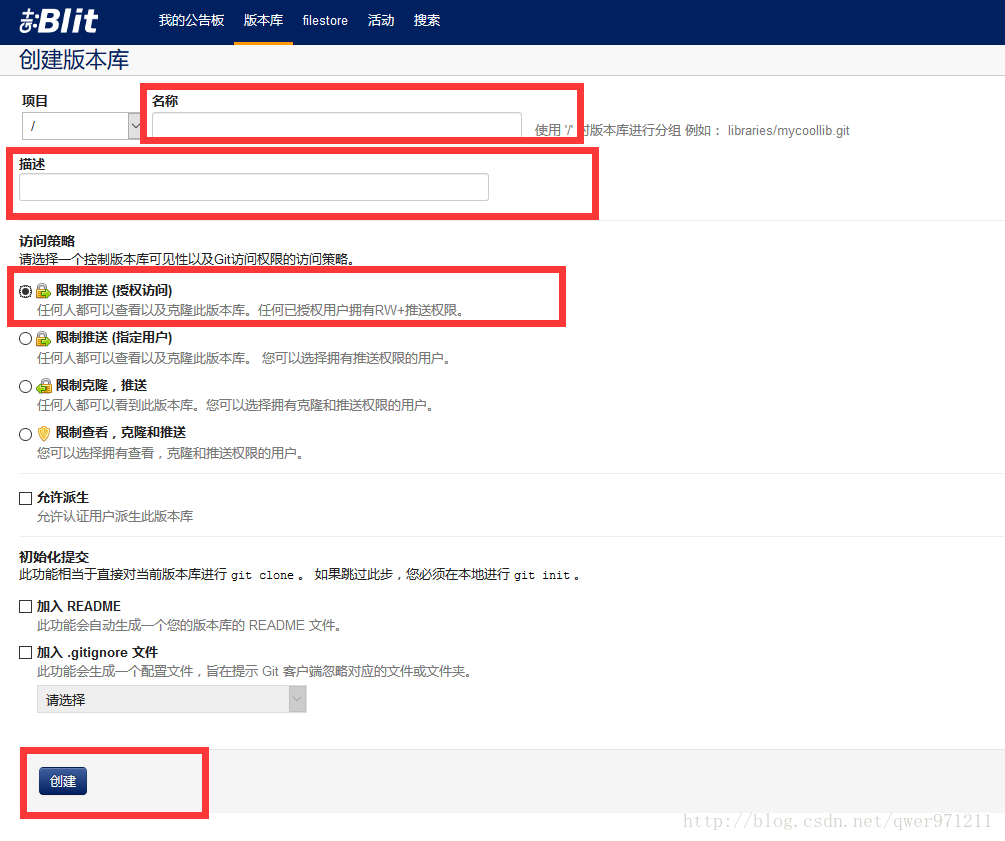 Blit
我的公告板 版本库 filestore 活动 搜索
创建版本库
项目 名称
/
使用 '/' 对版本库进行分组 例如： libraries/mycoollib.git
描述
访问策略
请选择一个控制版本库可见性以及Git访问权限的访问策略。
限制推送 (授权访问)
任何人都可以查看以及克隆此版本库。任何已授权用户拥有RW+推送权限。
限制推送 (指定用户)
任何人都可以查看以及克隆此版本库。 您可以选择拥有推送权限的用户。
限制克隆，推送
任何人都可以看到此版本库。您可以选择拥有克隆和推送权限的用户。
限制查看，克隆和推送
您可以选择拥有查看，克隆和推送权限的用户。
允许派生
允许认证用户派生此版本库
初始化提交
此功能相当于直接对当前版本库进行 git clone 。 如果跳过此步，您必须在本地进行 git init 。
加入 README
此功能会自动生成一个您的版本库的 README 文件。
加入 .gitignore 文件
此功能会生成一个配置文件，旨在提示 Git 客户端忽略对应的文件或文件夹。
请选择
创建
http://blog.csdn.net/qwer971211